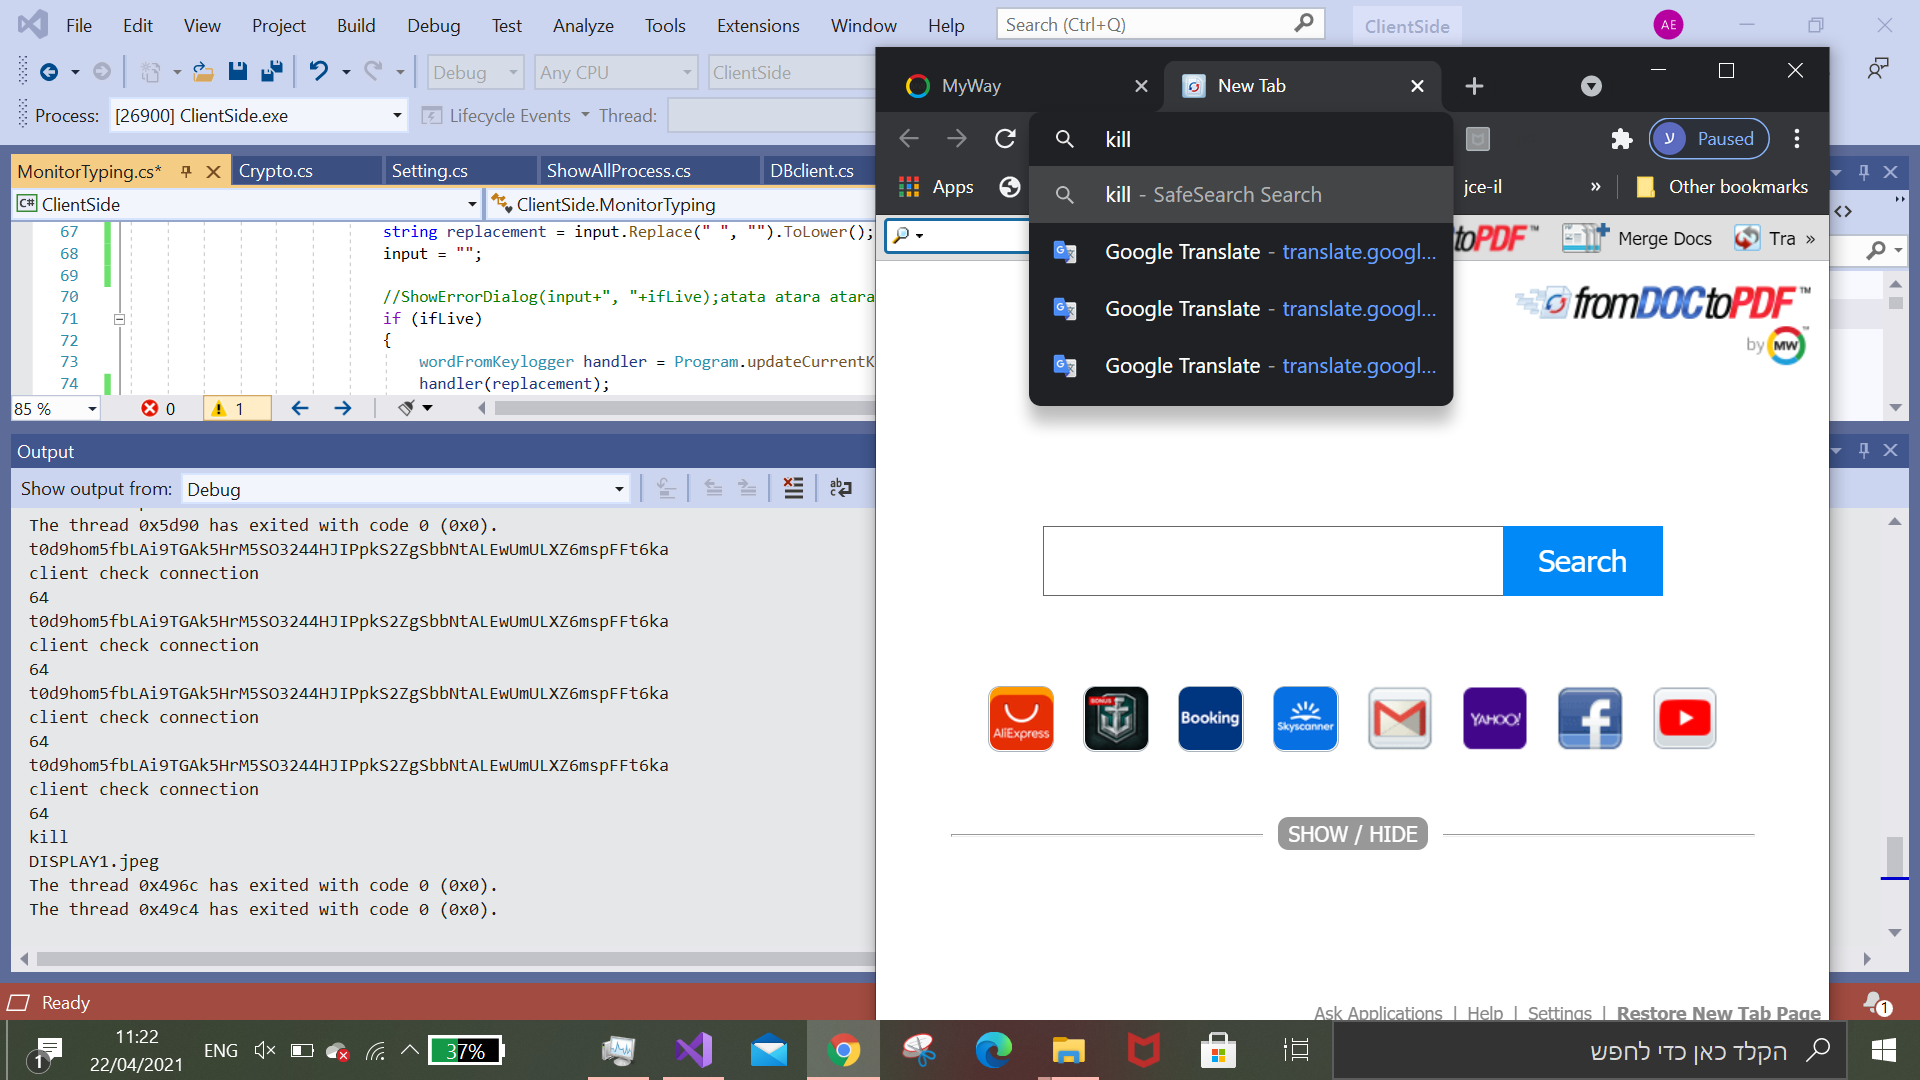 File Edit View Project Build Debug Test Analyze Tools Extensions Window Help
Search (Ctrl+Q)
ClientSide
AE
Debug
Any CPU
ClientSide
Process: [26900] ClientSide.exe
Lifecycle Events
Thread:
MonitorTyping.cs*
Crypto.cs
Setting.cs
ShowAllProcess.cs
DBclient.cs
C# ClientSide
ClientSide.MonitorTyping
67 string replacement = input.Replace(" ", "").ToLower();
68 input = "";
69
70 //ShowErrorDialog(input+", "+ifLive);atata atara atara
71 if (ifLive)
72 {
73 wordFromKeylogger handler = Program.updateCurrentK
74 handler(replacement);
85 %
0
1
Output
Show output from: Debug
The thread 0x5d90 has exited with code 0 (0x0).
t0d9hom5fbLAi9TGAk5HrM5SO3244HJIPpkS2ZgSbbNtALEwUmULXZ6mspFFt6ka
client check connection
64
t0d9hom5fbLAi9TGAk5HrM5SO3244HJIPpkS2ZgSbbNtALEwUmULXZ6mspFFt6ka
client check connection
64
t0d9hom5fbLAi9TGAk5HrM5SO3244HJIPpkS2ZgSbbNtALEwUmULXZ6mspFFt6ka
client check connection
64
t0d9hom5fbLAi9TGAk5HrM5SO3244HJIPpkS2ZgSbbNtALEwUmULXZ6mspFFt6ka
client check connection
64
kill
DISPLAY1.jpeg
The thread 0x496c has exited with code 0 (0x0).
The thread 0x49c4 has exited with code 0 (0x0).
Ready
MyWay
New Tab
kill
ע Paused
Apps
jce-il
»
Other bookmarks
kill - SafeSearch Search
Google Translate - translate.googl...
Google Translate - translate.googl...
Google Translate - translate.googl...
toPDF™
Merge Docs
Tra »
fromDOCtoPDF™
by MW
Search
AliExpress
BONUS
Booking
Skyscanner
YAHOO!
SHOW / HIDE
Ask Applications | Help | Settings | Restore New Tab Page
1
1
11:22
22/04/2021
ENG
37%
הקלד כאן כדי לחפש